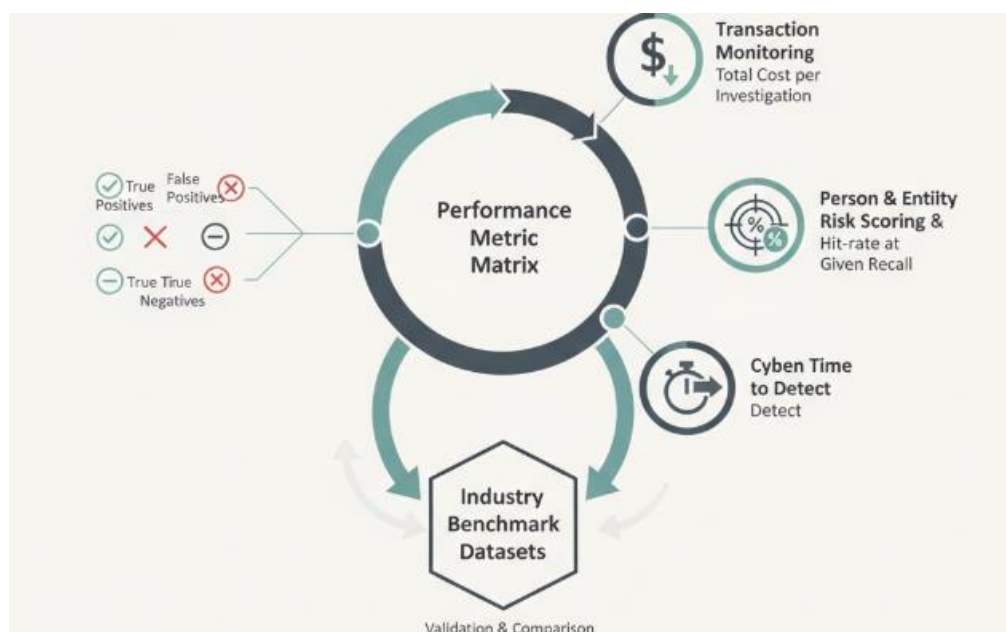 Transaction
Monitoring
Total Cost per
Investigation
True
Positives
False
Positives
True True
Negatives
Performance
Metric
Matrix
Person & Entiity
Risk Scoring &
Hit-rate at
Given Recall
%
%
$
Cyben Time
to Detect
Detect
Industry
Benchmark
Datasets
Validation & Comparison